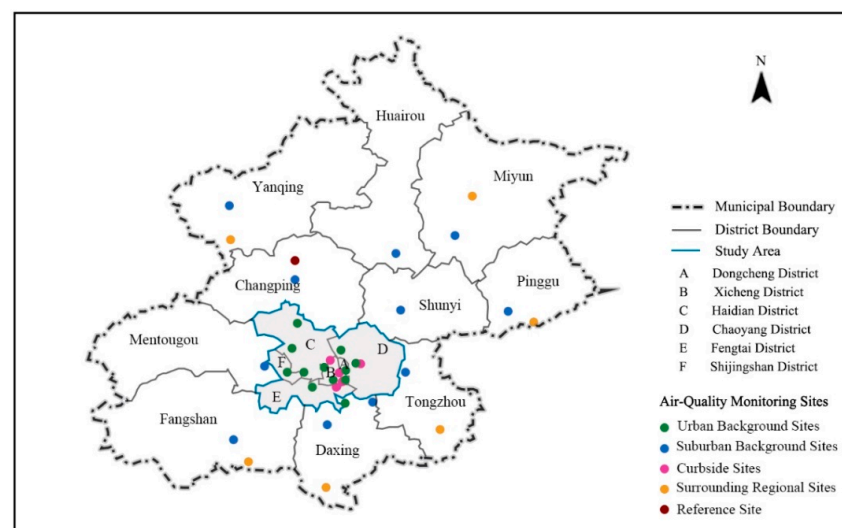 N
Huairou
Miyun
Yanqing
Pinggu
Changping
Shunyi
Mentougou
C
D
F
A
B
E
Tongzhou
Fangshan
Daxing
Municipal Boundary
District Boundary
Study Area
A Dongcheng District
B Xicheng District
C Haidian District
D Chaoyang District
E Fengtai District
F Shijingshan District
Air-Quality Monitoring Sites
Urban Background Sites
Suburban Background Sites
Curbside Sites
Surrounding Regional Sites
Reference Site